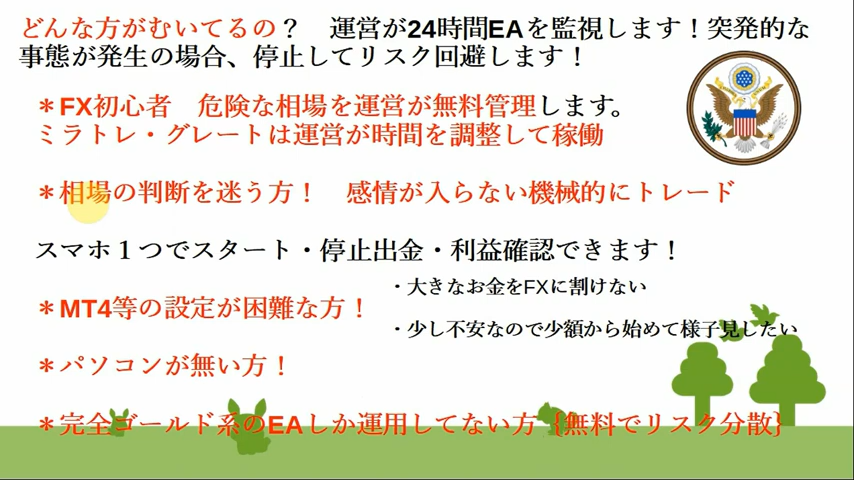 どんな方がむいてるの？　運営が24時間EAを監視します！突発的な
事態が発生の場合、停止してリスク回避します！
＊FX初心者　危険な相場を運営が無料管理します。
ミラトレ・グレートは運営が時間を調整して稼働
＊相場の判断を迷う方！　感情が入らない機械的にトレード
スマホ１つでスタート・停止出金・利益確認できます！
・大きなお金をFXに割けない
＊MT4等の設定が困難な方！
・少し不安なので少額から始めて様子見したい
＊パソコンが無い方！
＊完全ゴールド系のEAしか運用してない方｛無料でリスク分散｝